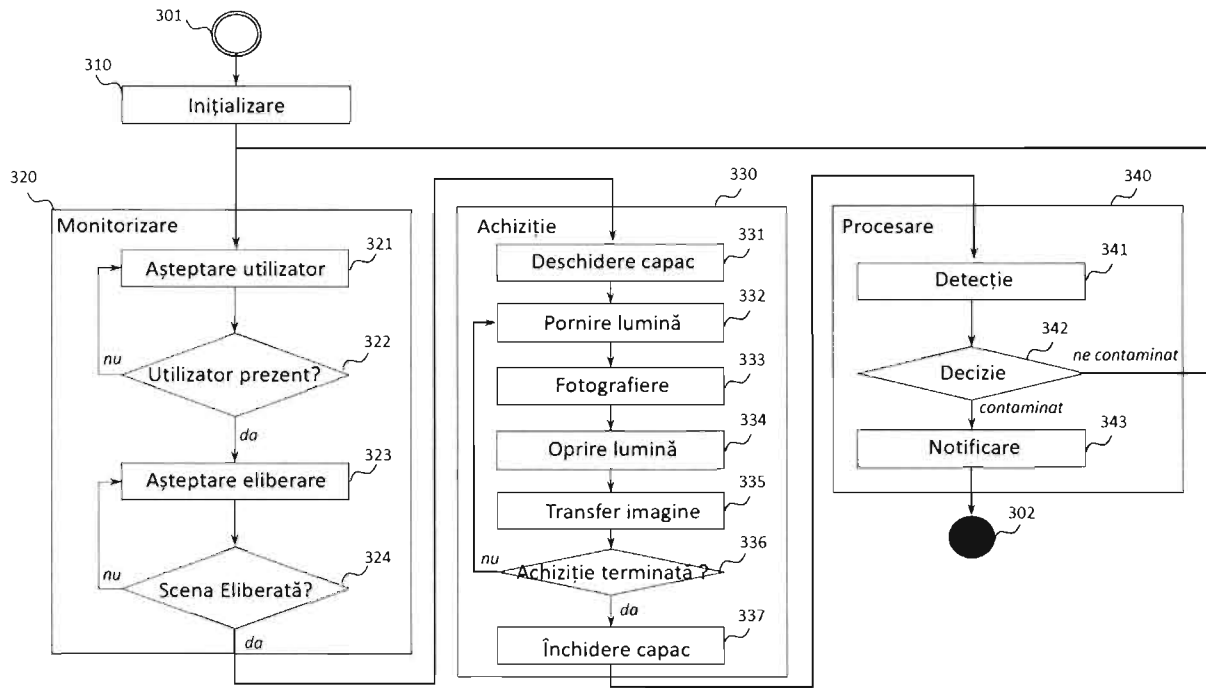 301
310
Inițializare
320
Monitorizare
321
Așteptare utilizator
322
nu
Utilizator prezent?
da
323
Așteptare eliberare
324
nu
Scena Eliberată?
da
330
Achiziție
331
Deschidere capac
332
Pornire lumină
333
Fotografiere
334
Oprire lumină
335
Transfer imagine
336
nu
Achiziție terminată ?
da
337
Închidere capac
340
Procesare
341
Detecție
342
ne contaminat
Decizie
contaminat
343
Notificare
302